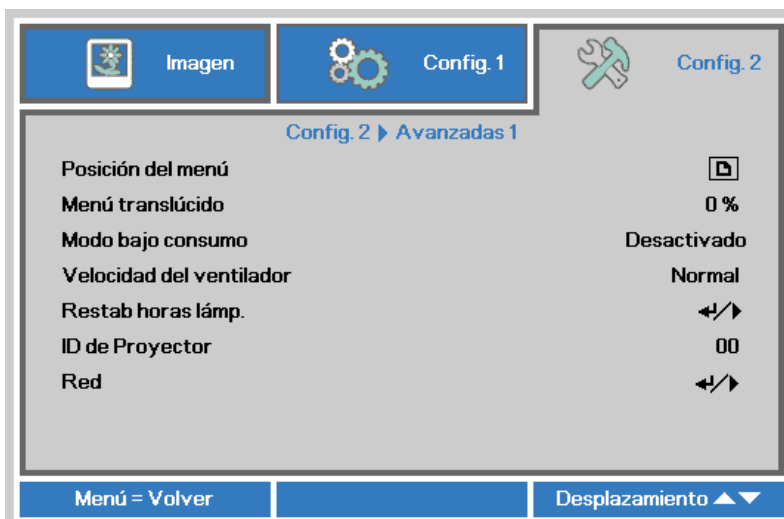 Imagen Config. 1 Config. 2
Config. 2 ▶ Avanzadas 1
Posición del menú
Menú translúcido 0 %
Modo bajo consumo Desactivado
Velocidad del ventilador Normal
Restab horas lámp. ↵/▶
ID de Proyector 00
Red ↵/▶
Menú = Volver Desplazamiento ▲▼